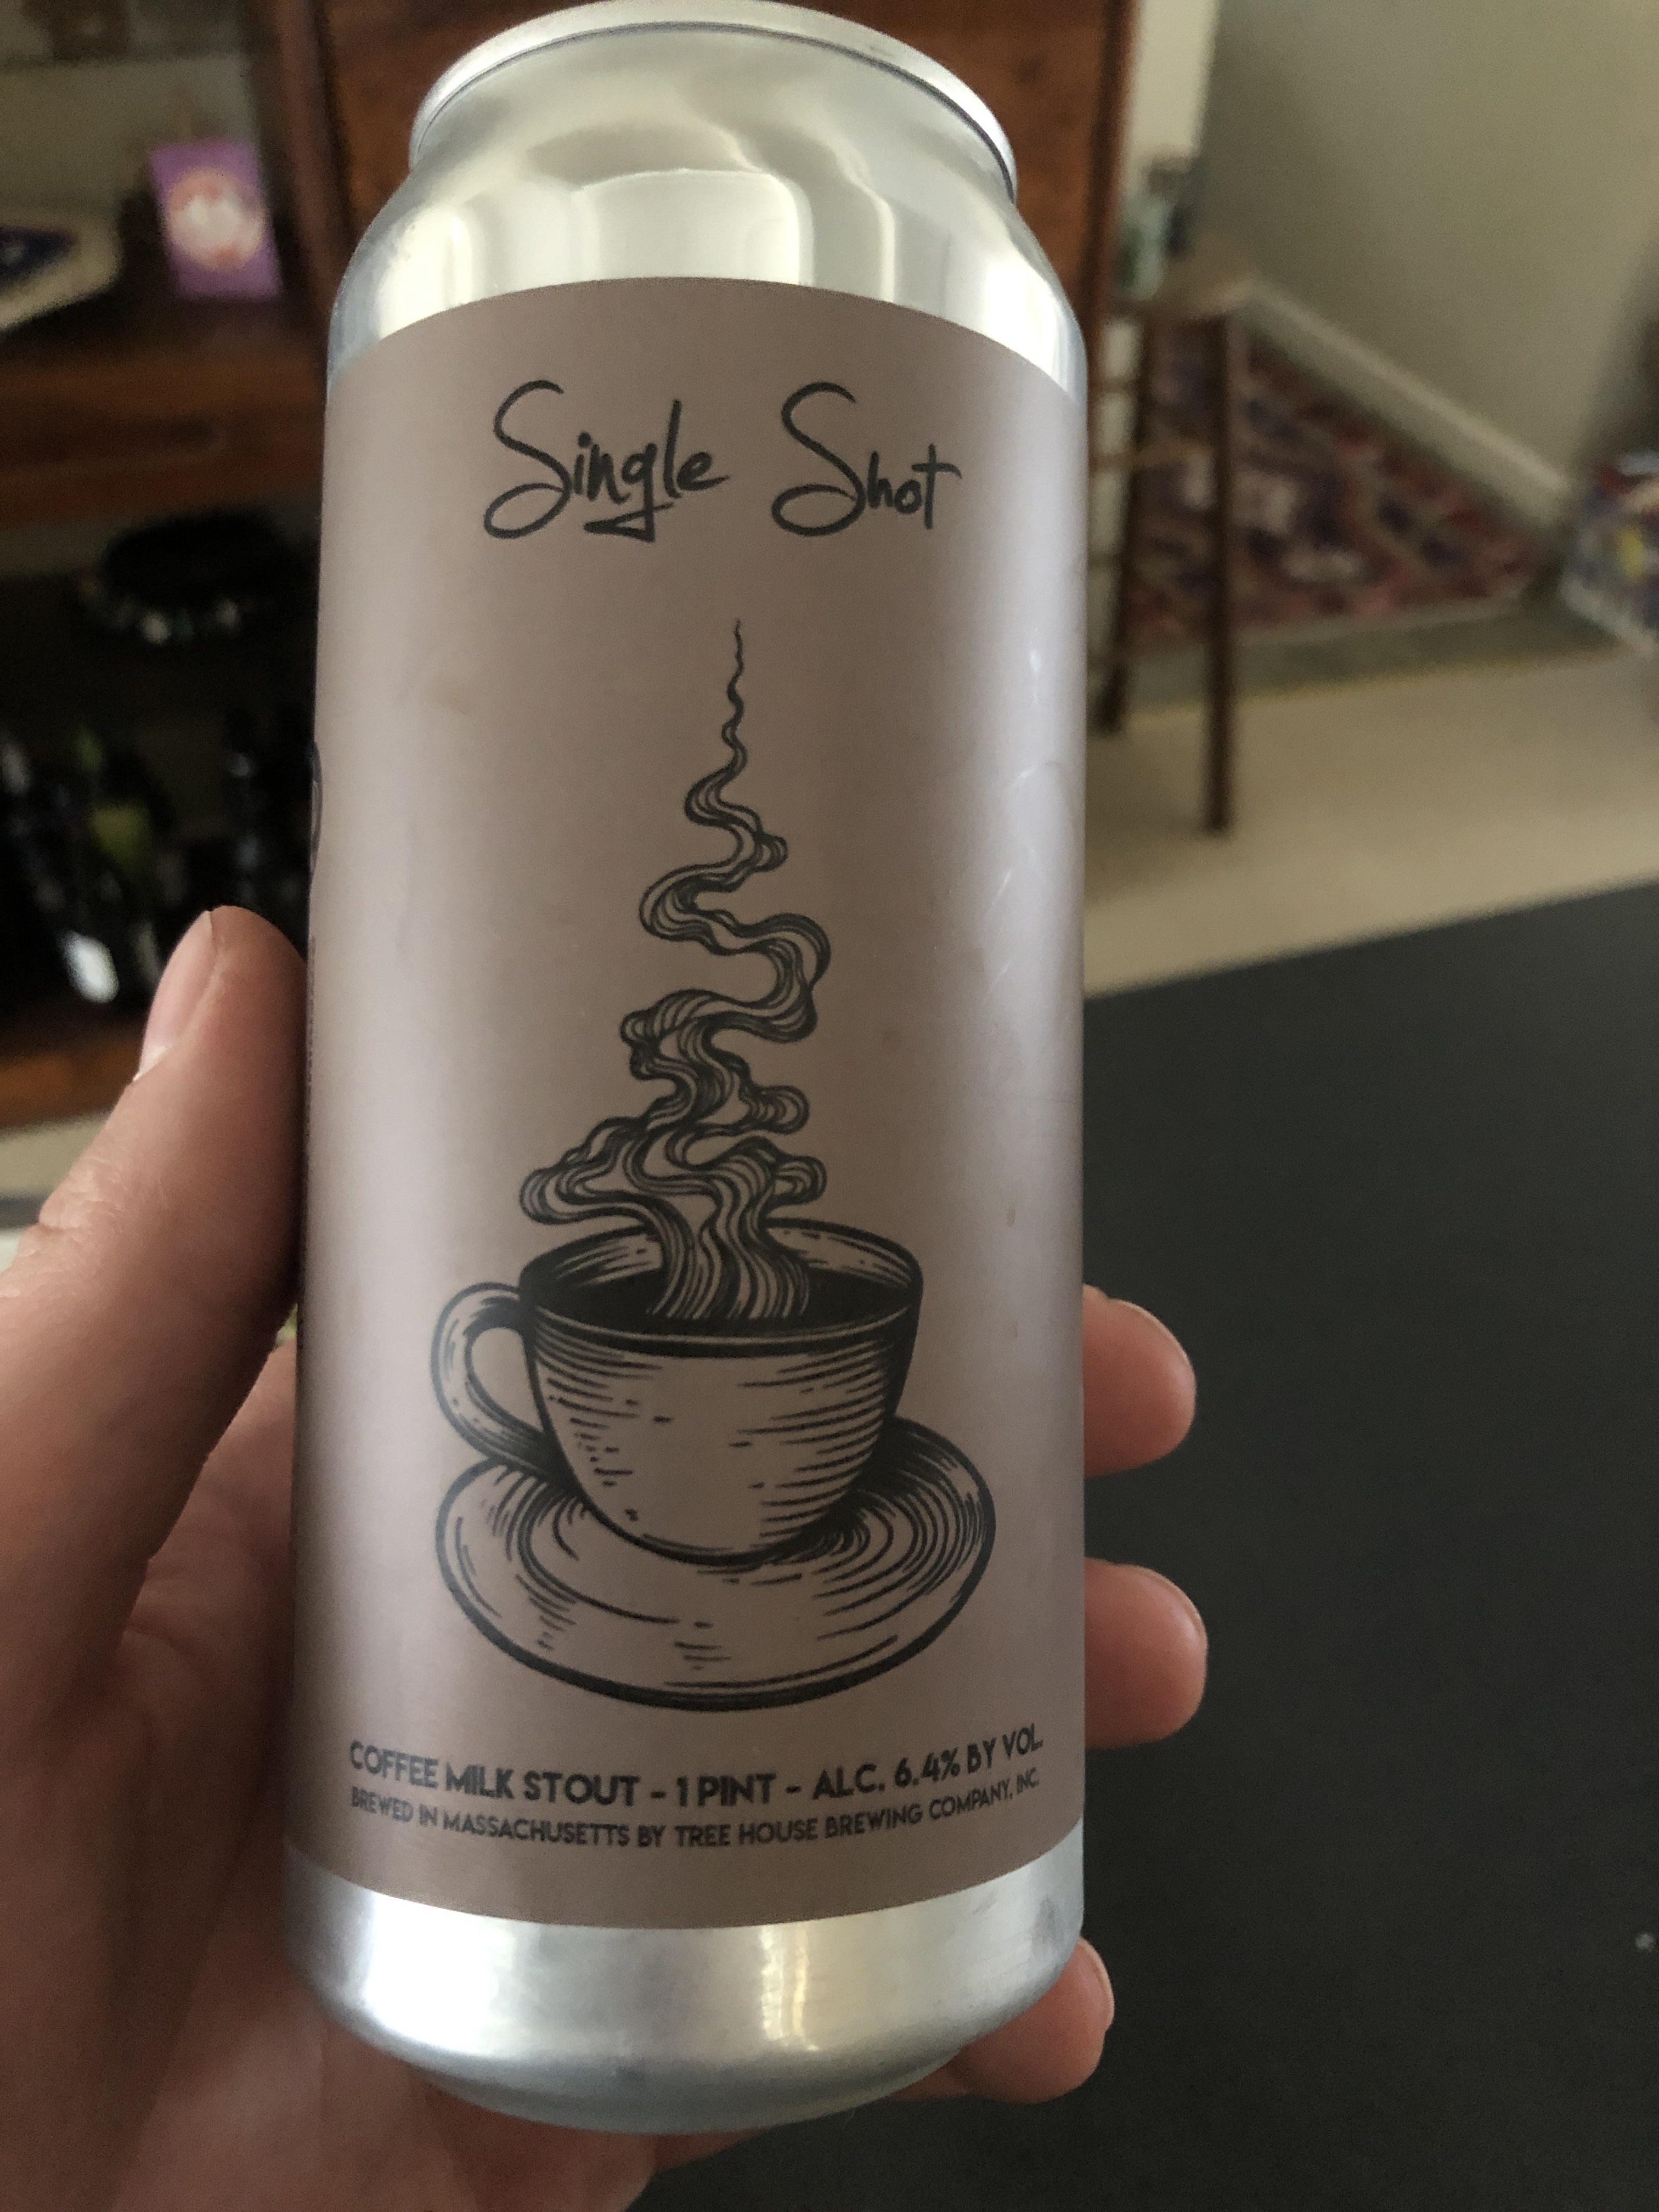 Single Shot
COFFEE MILK STOUT - 1 PINT - ALC. 6.4% BY VOL.
BREWED IN MASSACHUSETTS BY TREE HOUSE BREWING COMPANY, INC.